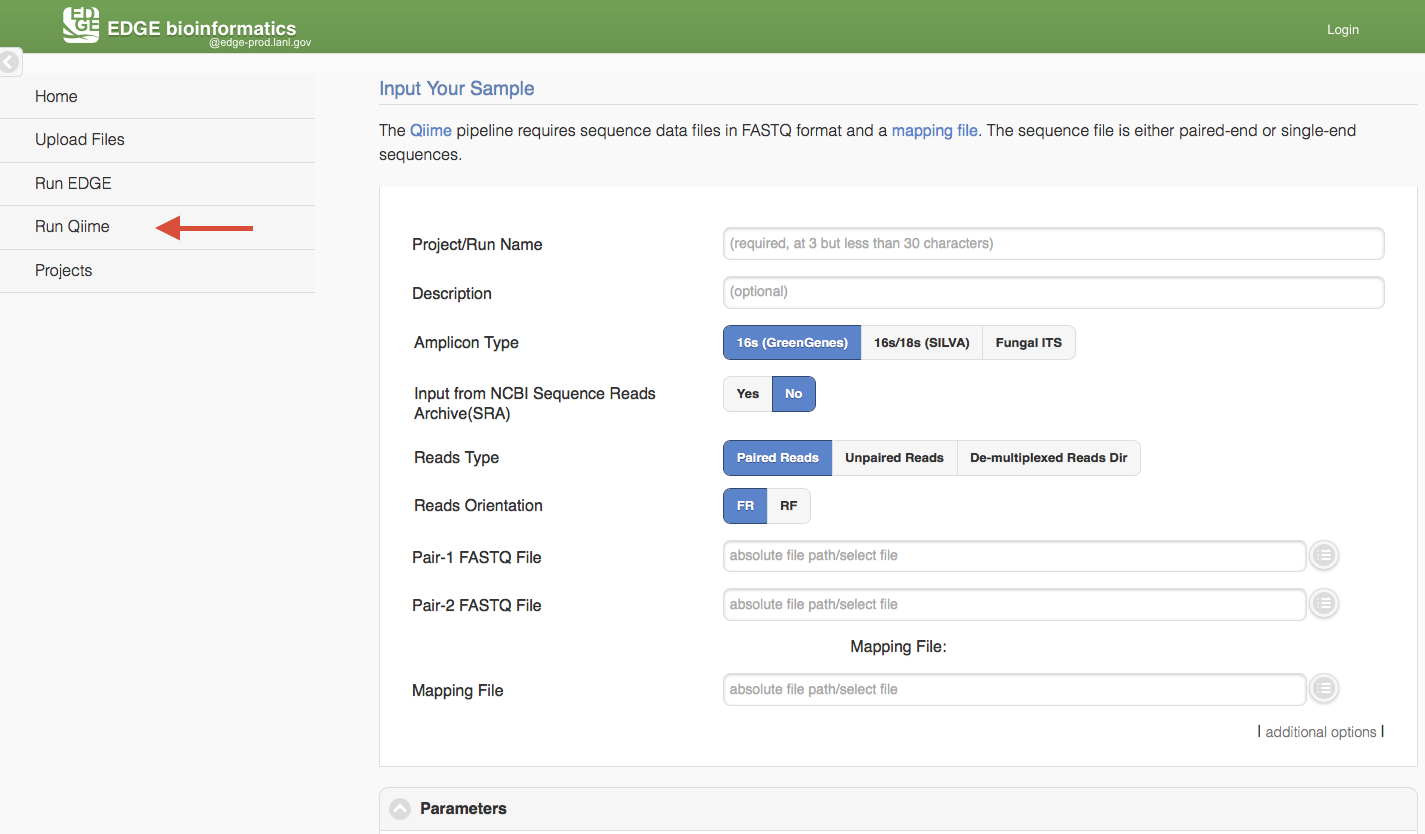 EDGE
EDGE bioinformatics
@edge-prod.lanl.gov
Login
Home
Upload Files
Run EDGE
Run Qiime
Projects
Input Your Sample
The Qiime pipeline requires sequence data files in FASTQ format and a mapping file. The sequence file is either paired-end or single-end
sequences.
Project/Run Name
(required, at 3 but less than 30 characters)
Description
(optional)
Amplicon Type
16s (GreenGenes) 16s/18s (SILVA) Fungal ITS
Input from NCBI Sequence Reads
Archive(SRA)
Yes No
Reads Type
Paired Reads Unpaired Reads De-multiplexed Reads Dir
Reads Orientation
FR RF
Pair-1 FASTQ File
absolute file path/select file
Pair-2 FASTQ File
absolute file path/select file
Mapping File:
Mapping File
absolute file path/select file
| additional options |
Parameters